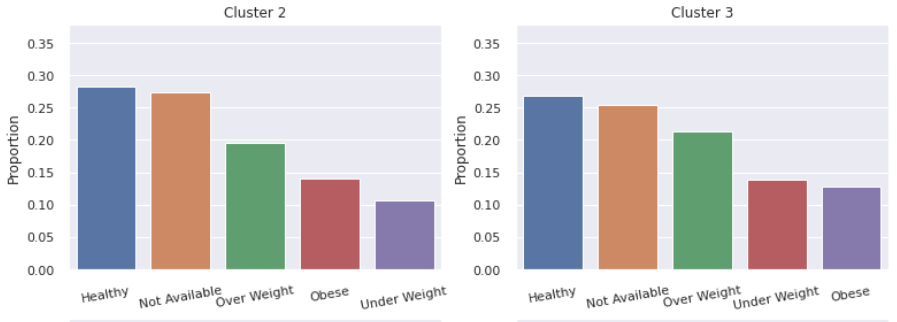 Cluster 2
Proportion
0.35
0.30
0.25
0.20
0.15
0.10
0.05
0.00
Healthy Not Available Over Weight Obese Under Weight
Cluster 3
Proportion
0.35
0.30
0.25
0.20
0.15
0.10
0.05
0.00
Healthy Not Available Over Weight Under Weight Obese